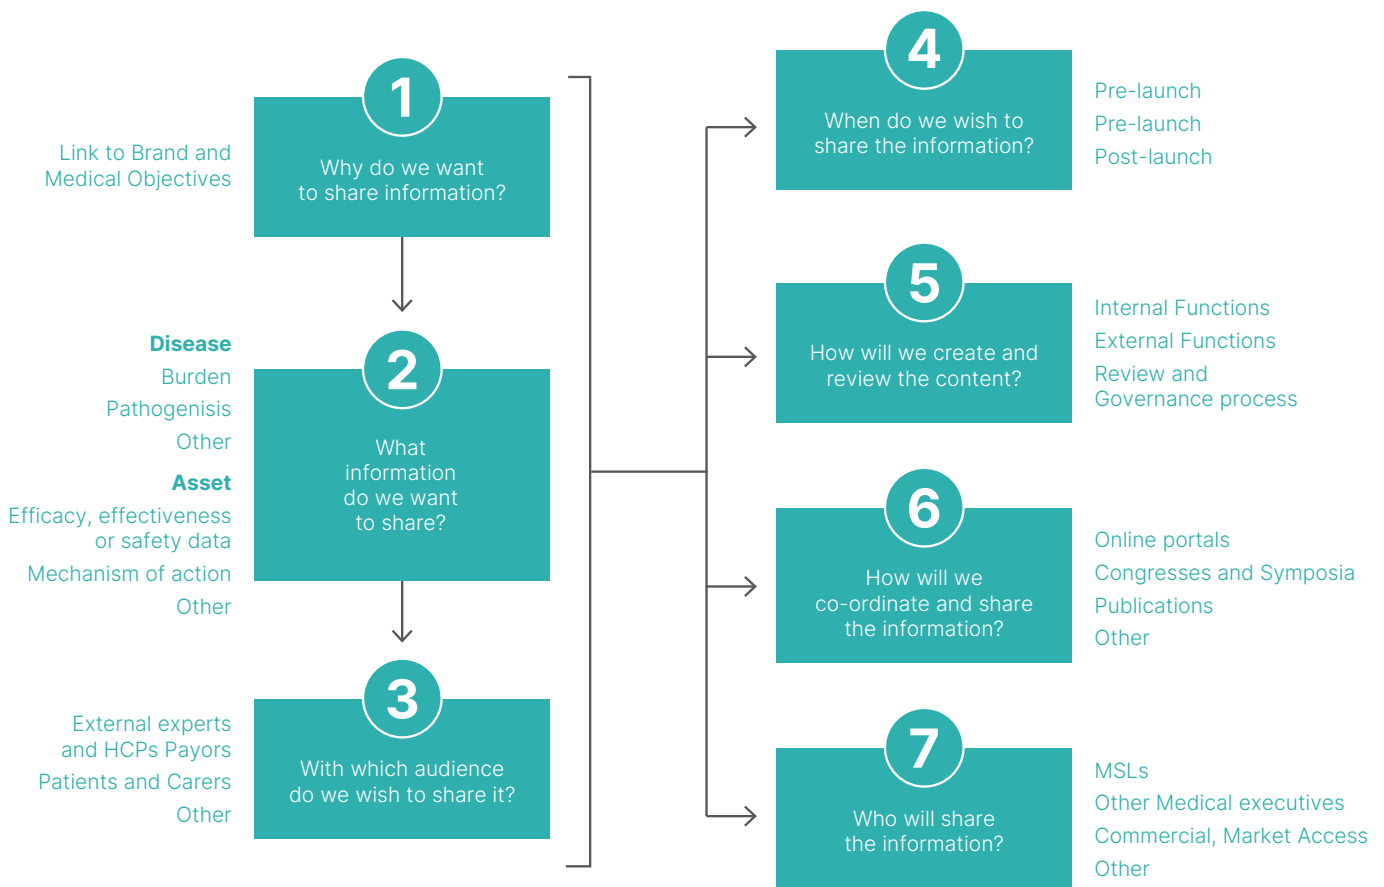 1
Why do we want
to share information?
Link to Brand and
Medical Objectives
2
What
information
do we want
to share?
Disease
Burden
Pathogenisis
Other
Asset
Efficacy, effectiveness
or safety data
Mechanism of action
Other
3
With which audience
do we wish to share it?
External experts
and HCPs Payors
Patients and Carers
Other
4
When do we wish to
share the information?
Pre-launch
Pre-launch
Post-launch
5
How will we create and
review the content?
Internal Functions
External Functions
Review and
Governance process
6
How will we
co-ordinate and share
the information?
Online portals
Congresses and Symposia
Publications
Other
7
Who will share
the information?
MSLs
Other Medical executives
Commercial, Market Access
Other